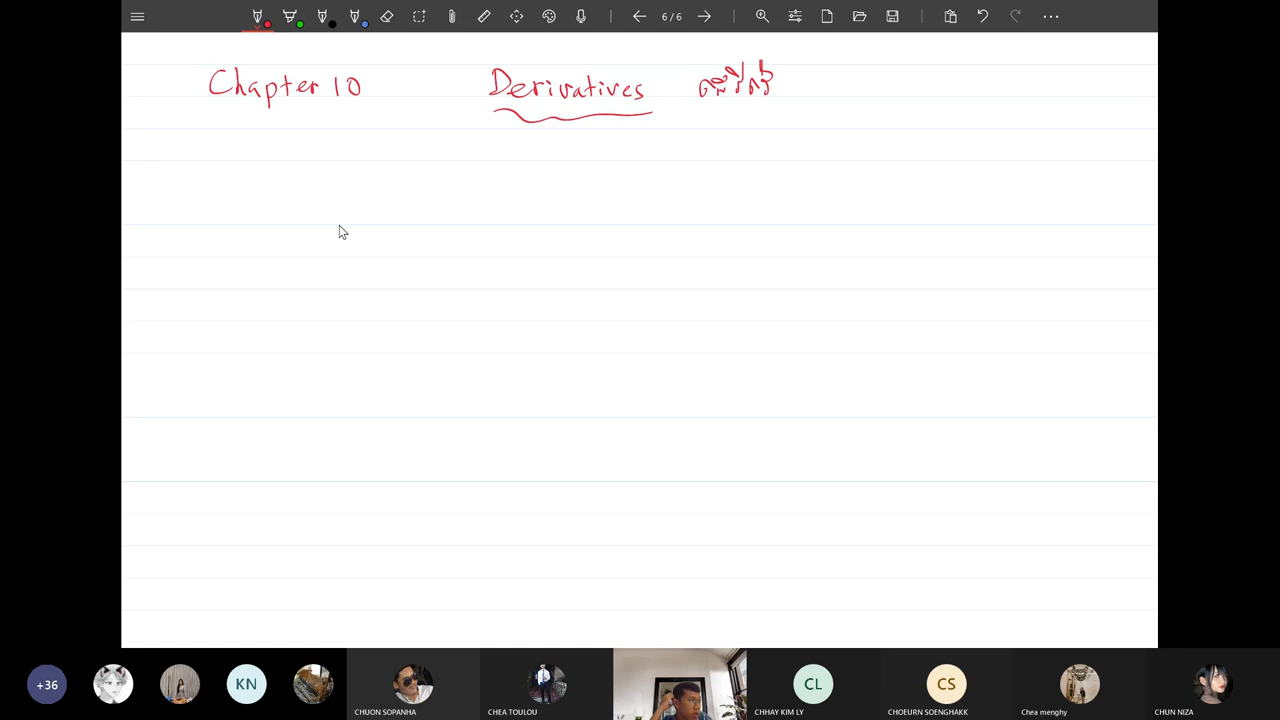 6/6
Chapter 10 Derivatives
+36
KN
CL
CS
CHUON SOPANHA
CHEA TOULOU
CHHAY KIM LY
CHOEURN SOENGHAKK
Chea menghy
CHUN NIZA